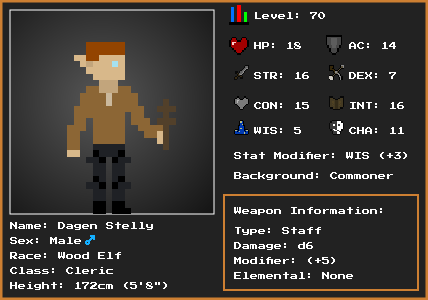 Level: 70
HP: 18 AC: 14
STR: 16 DEX: 7
CON: 15 INT: 16
WIS: 5 CHA: 11
Stat Modifier: WIS (+3)
Background: Commoner
Name: Dagen Stelly
Sex: Male ♂
Race: Wood Elf
Class: Cleric
Height: 172cm (5'8")
Weapon Information:
Type: Staff
Damage: d6
Modifier: (+5)
Elemental: None